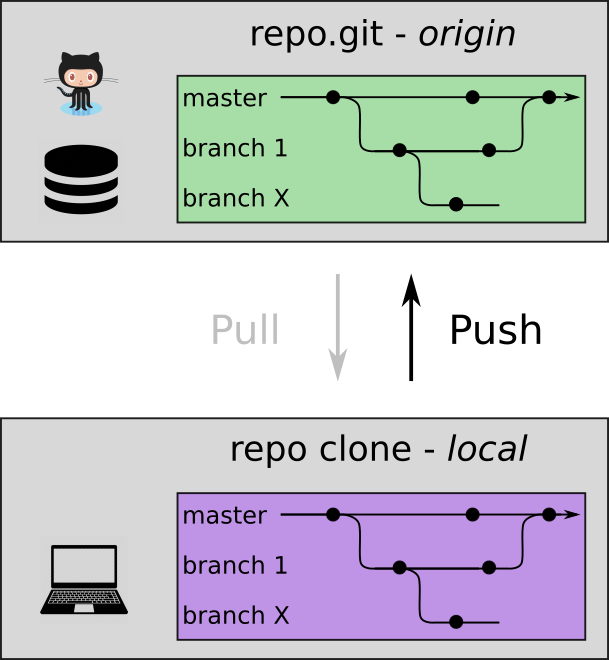 repo.git - origin
master
branch 1
branch X
Pull
Push
repo clone - local
master
branch 1
branch X